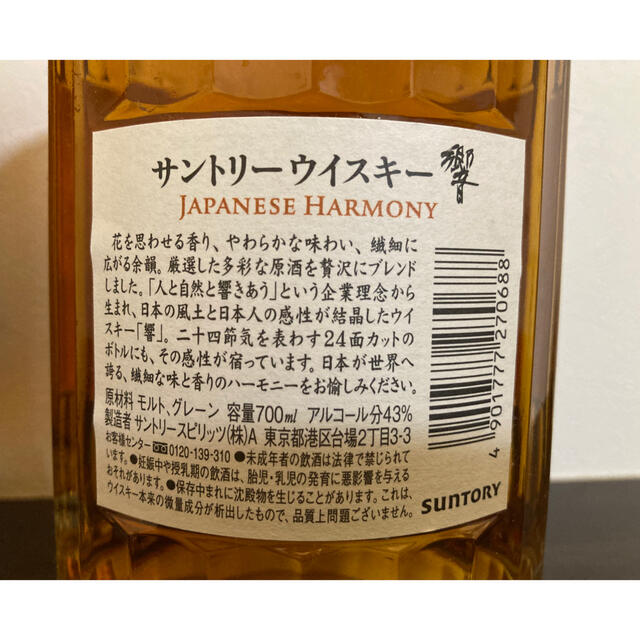 サントリーウイスキー 響
JAPANESE HARMONY
花を思わせる香り、やわらかな味わい、繊細に
広がる余韻。厳選した多彩な原酒を贅沢にブレンド
しました。「人と自然と響きあう」という企業理念から
生まれ、日本の風土と日本人の感性が結晶したウイ
スキー「響」。二十四節気を表わす24面カットの
ボトルにも、その感性が宿っています。日本が世界へ
誇る、繊細な味と香りのハーモニーをお愉しみください。
原材料 モルト、グレーン 容量700ml アルコール分43%
製造者 サントリースピリッツ(株)A 東京都港区台場2丁目3-3
お客様センター 0120-139-310 ●未成年者の飲酒は法律で禁じられて
います。●妊娠中や授乳期の飲酒は、胎児・乳児の発育に悪影響を与える
おそれがあります。●保存中まれに沈殿物を生じることがあります。これは、
ウイスキー本来の微量成分が析出したもので、品質上問題ございません。
4901777270688
SUNTORY